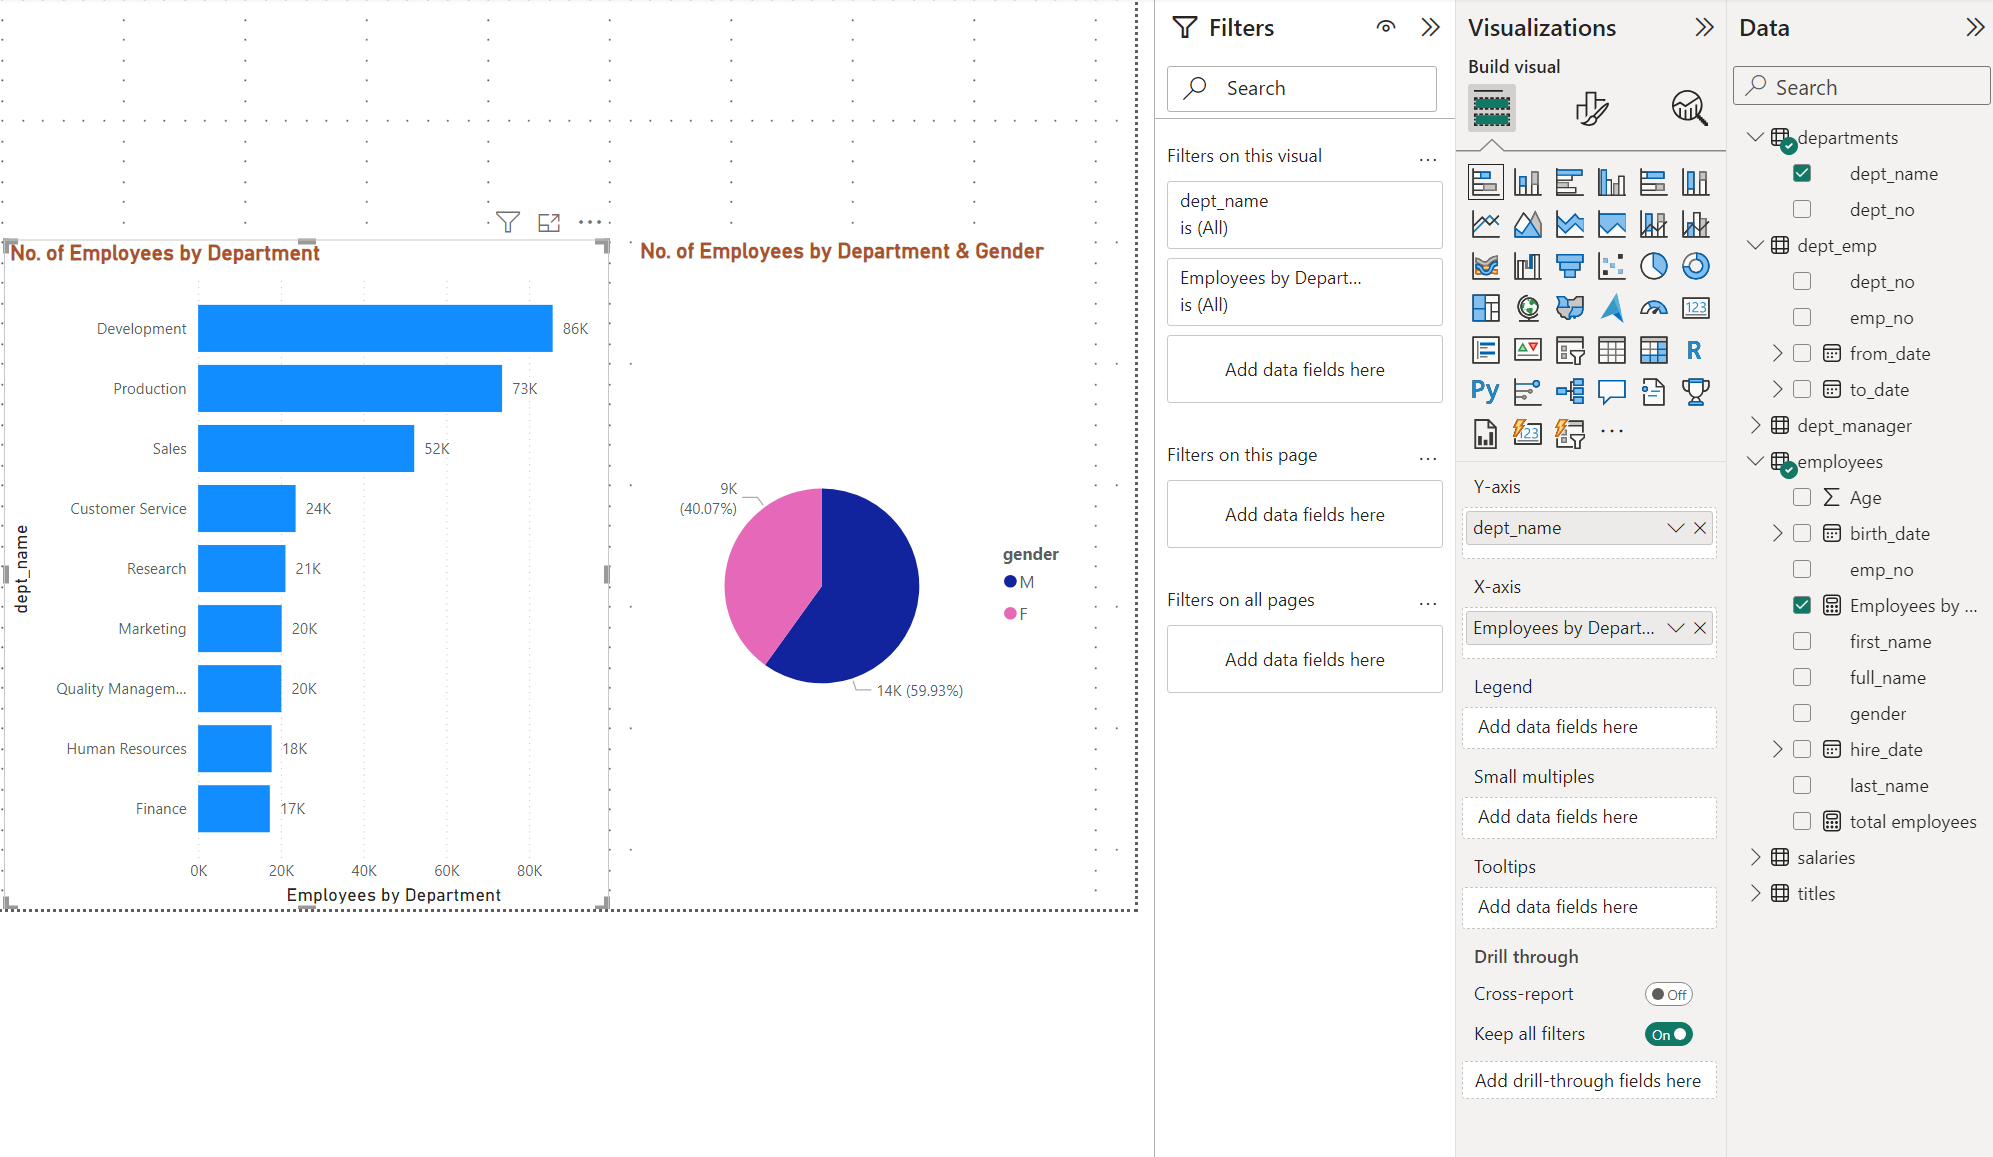 No. of Employees by Department
Development
86K
Production
73K
Sales
52K
Customer Service
24K
Research
21K
Marketing
20K
Quality Managem...
20K
Human Resources
18K
Finance
17K
dept_name
0K
20K
40K
60K
80K
Employees by Department
No. of Employees by Department & Gender
9K
(40.07%)
14K (59.93%)
gender
M
F
Filters
Search
Filters on this visual
...
dept_name
is (All)
Employees by Depart...
is (All)
Add data fields here
Filters on this page
...
Add data fields here
Filters on all pages
...
Add data fields here
Visualizations
Build visual
123
R
Py
123
...
Y-axis
dept_name
X-axis
Employees by Depart...
Legend
Add data fields here
Small multiples
Add data fields here
Tooltips
Add data fields here
Drill through
Cross-report
Off
Keep all filters
On
Add drill-through fields here
Data
Search
departments
dept_name
dept_no
dept_emp
dept_no
emp_no
from_date
to_date
dept_manager
employees
Age
birth_date
emp_no
Employees by ...
first_name
full_name
gender
hire_date
last_name
total employees
salaries
titles